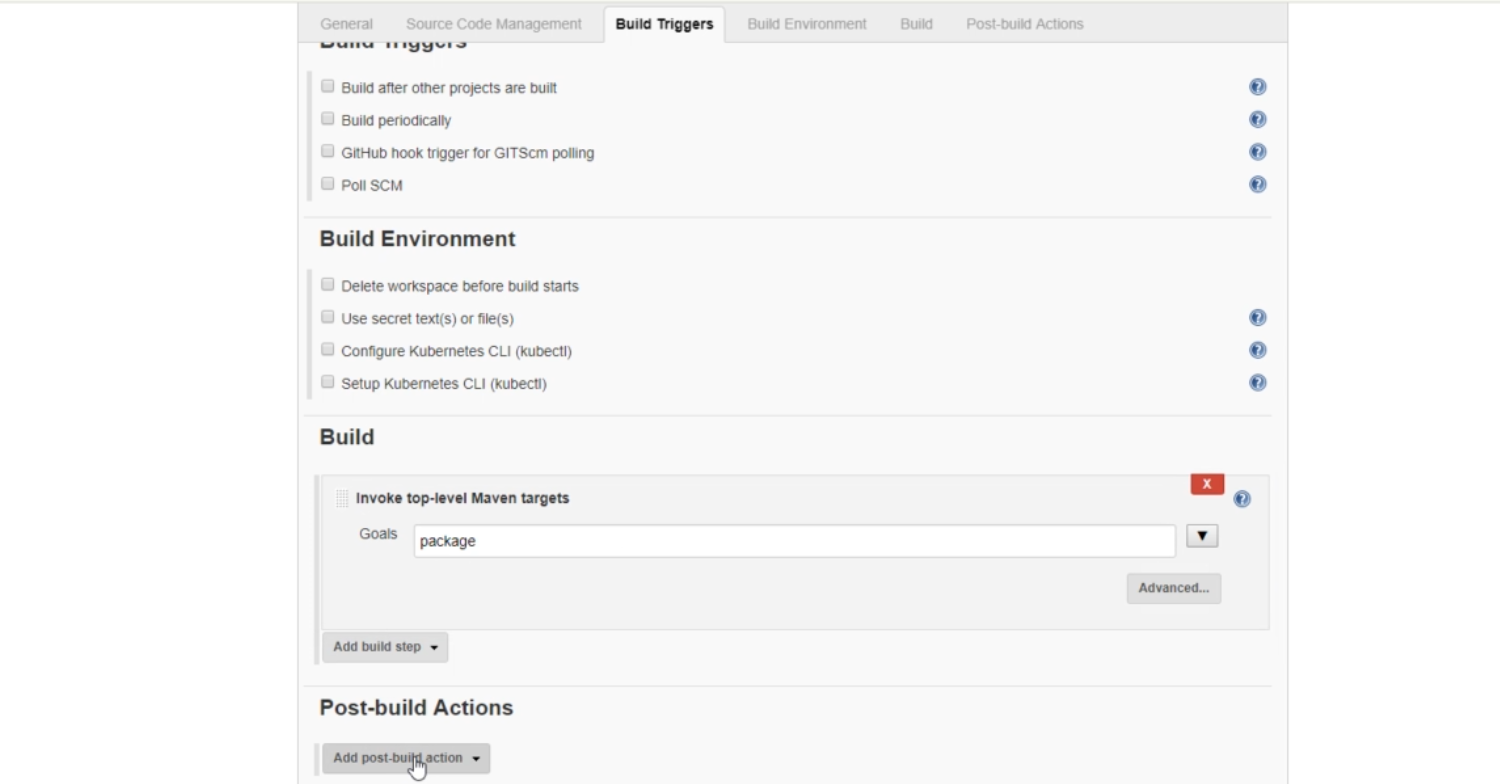 General Source Code Management Build Triggers Build Environment Build Post-build Actions
Build Triggers
Build after other projects are built
Build periodically
GitHub hook trigger for GITScm polling
Poll SCM
Build Environment
Delete workspace before build starts
Use secret text(s) or file(s)
Configure Kubernetes CLI (kubectl)
Setup Kubernetes CLI (kubectl)
Build
X
Invoke top-level Maven targets
Goals package
Advanced...
Add build step
Post-build Actions
Add post-build action